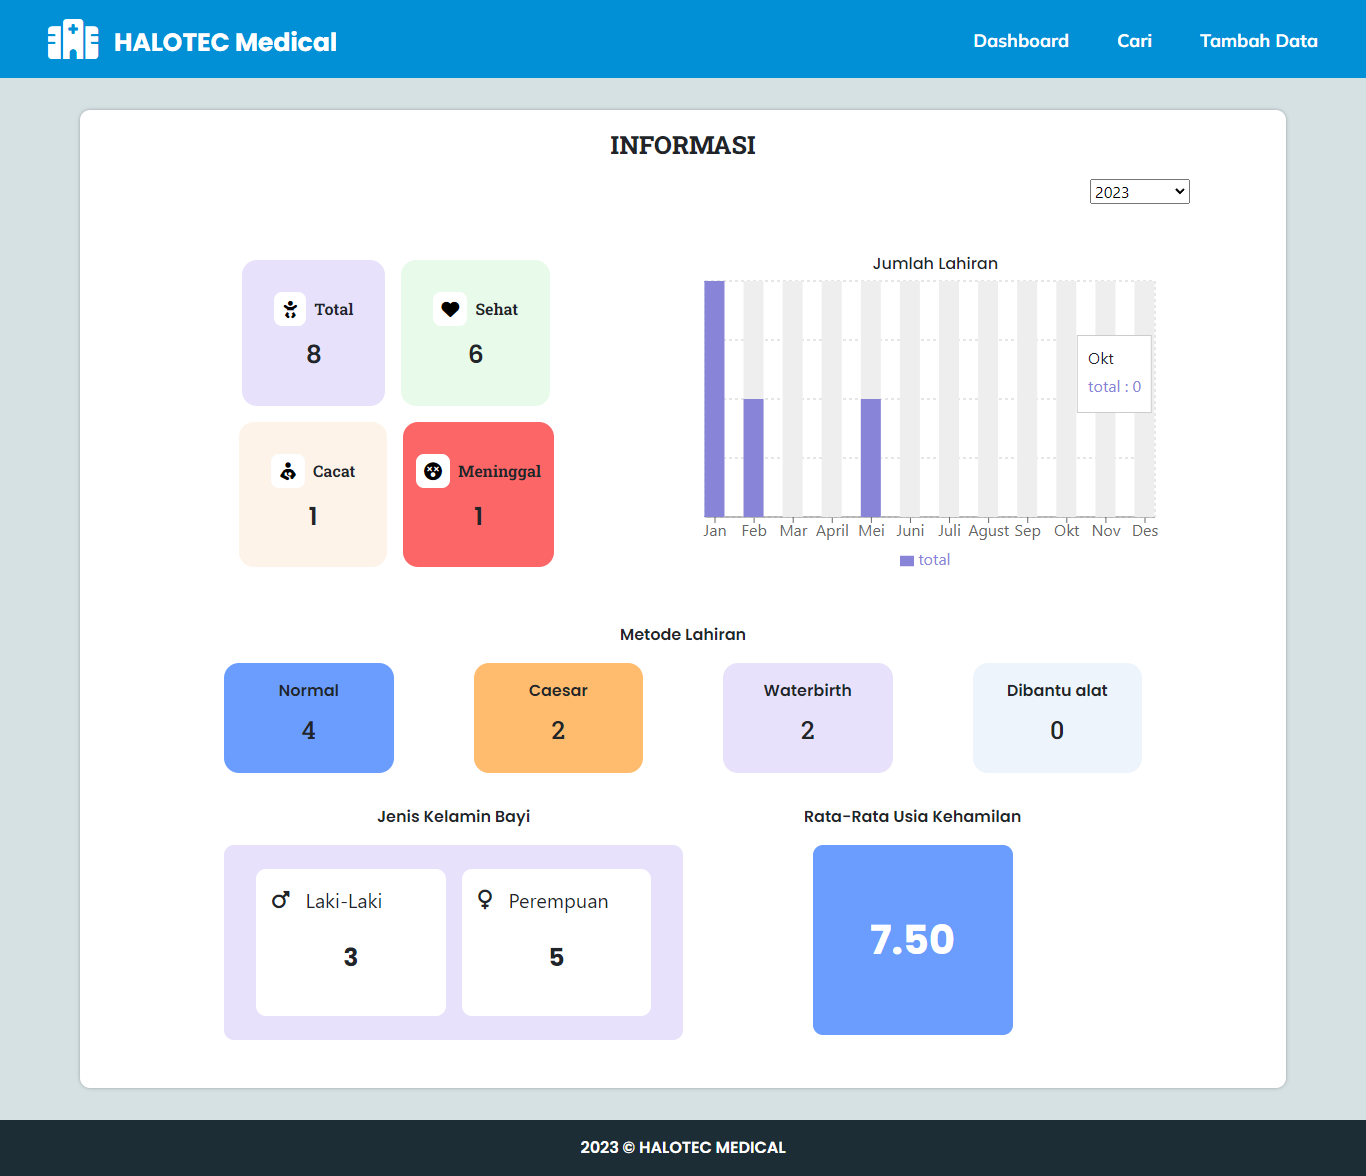 HALOTEC Medical
Dashboard
Cari
Tambah Data
INFORMASI
2023
Total
8
Sehat
6
Cacat
1
Meninggal
1
Jumlah Lahiran
Okt
total : 0
Jan Feb Mar April Mei Juni Juli Agust Sep Okt Nov Des
total
Metode Lahiran
Normal
4
Caesar
2
Waterbirth
2
Dibantu alat
0
Jenis Kelamin Bayi
Laki-Laki
3
Perempuan
5
Rata-Rata Usia Kehamilan
7.50
2023 © HALOTEC MEDICAL